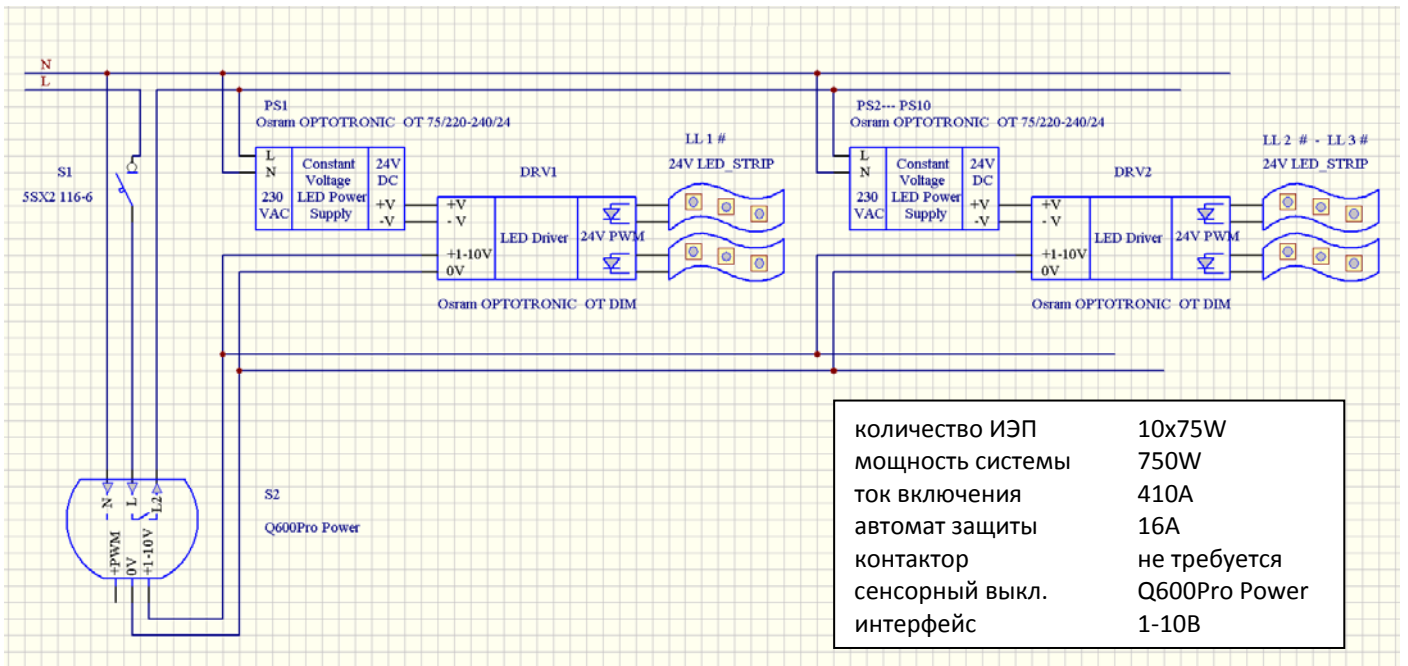 N
L
PS1
Osram OPTOTRONIC OT 75/220-240/24
PS2--- PS10
Osram OPTOTRONIC OT 75/220-240/24
S1
5SX2 116-6
L
N
230
VAC
Constant
Voltage
LED Power
Supply
24V
DC
+V
-V
DRV1
+V
- V
+1-10V
0V
LED Driver
24V PWM
Osram OPTOTRONIC OT DIM
LL 1 #
24V LED_STRIP
L
N
230
VAC
Constant
Voltage
LED Power
Supply
24V
DC
+V
-V
DRV2
+V
- V
+1-10V
0V
LED Driver
24V PWM
Osram OPTOTRONIC OT DIM
LL 2 # - LL 3 #
24V LED_STRIP
N
L
L2
+PWM
0V
+1-10V
S2
Q600Pro Power
количество ИЭП 10x75W
мощность системы 750W
ток включения 410А
автомат защиты 16А
контактор не требуется
сенсорный выкл. Q600Pro Power
интерфейс 1-10В